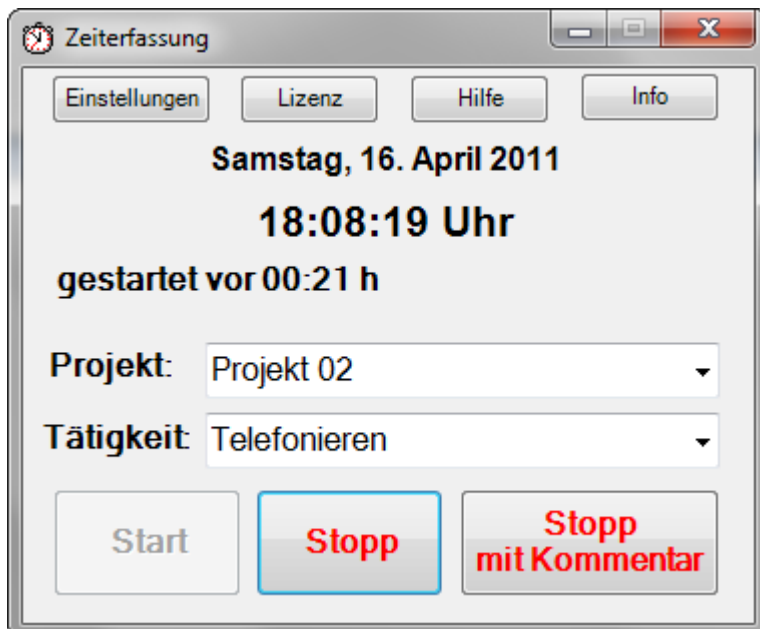 Zeiterfassung
Einstellungen Lizenz Hilfe Info
Samstag, 16. April 2011
18:08:19 Uhr
gestartet vor 00:21 h
Projekt: Projekt 02
Tätigkeit: Telefonieren
Start Stopp Stopp
mit Kommentar